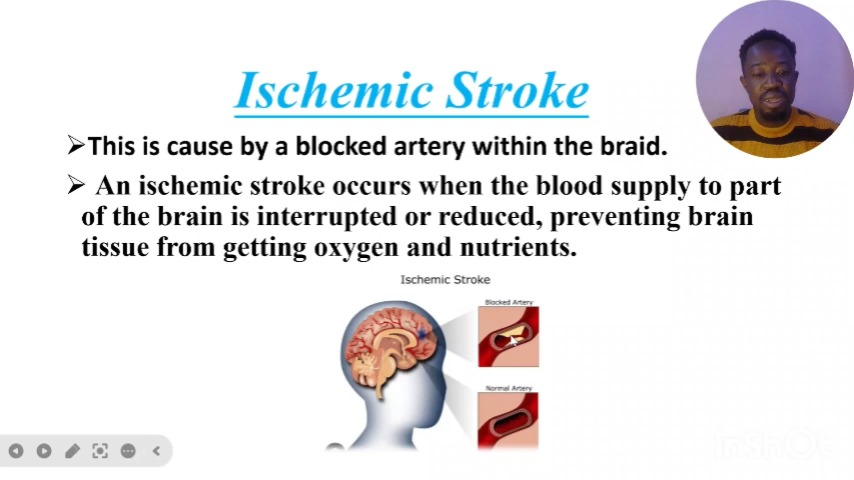 Ischemic Stroke
➢This is cause by a blocked artery within the braid.
➢ An ischemic stroke occurs when the blood supply to part
of the brain is interrupted or reduced, preventing brain
tissue from getting oxygen and nutrients.
Ischemic Stroke
Blocked Artery
Normal Artery
InShOt